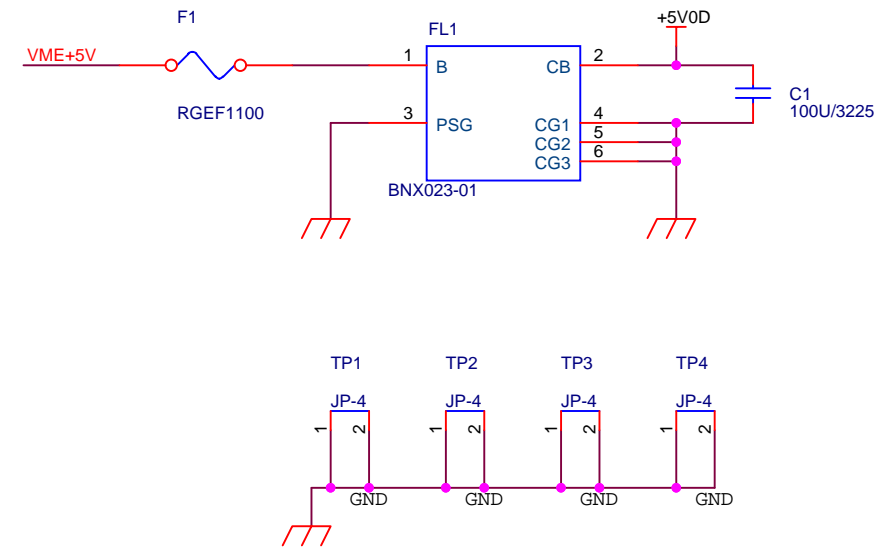 F1
FL1
+5V0D
VME+5V
1
B
CB
2
C1
100U/3225
RGEF1100
3
PSG
CG1
4
CG2
5
CG3
6
BNX023-01
TP1
TP2
TP3
TP4
JP-4
JP-4
JP-4
JP-4
1
2
1
2
1
2
1
2
GND
GND
GND
GND